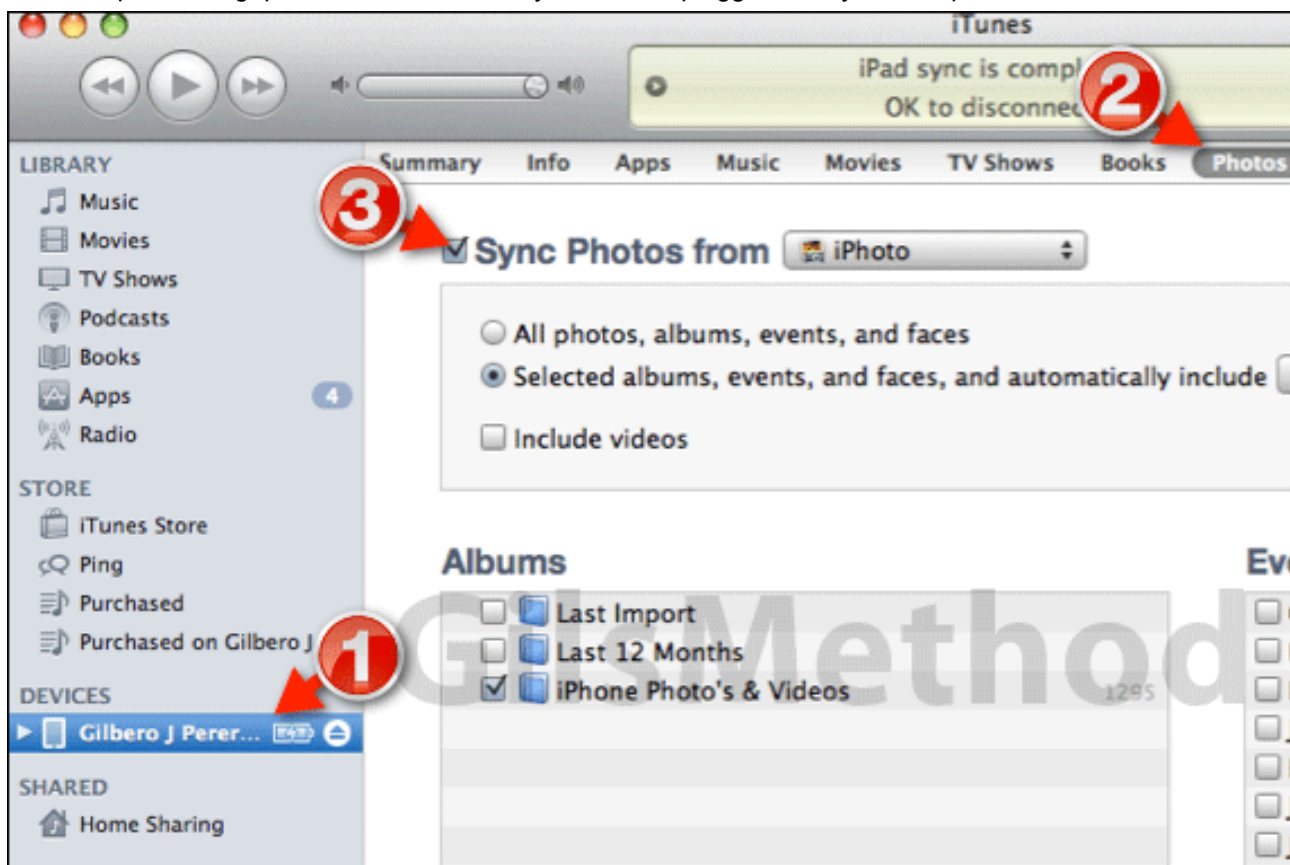 iTunes
iPad sync is compl
OK to disconnec
2
LIBRARY
Music
Movies
TV Shows
Podcasts
Books
Apps 4
Radio
STORE
iTunes Store
Ping
Purchased
Purchased on Gilbero J
1
DEVICES
Gilbero J Perer...
SHARED
Home Sharing
Summary Info Apps Music Movies TV Shows Books Photos
3
Sync Photos from iPhoto
All photos, albums, events, and faces
Selected albums, events, and faces, and automatically include
Include videos
Albums
Last Import
Last 12 Months
iPhone Photo's & Videos 1295
GilsMethod
Ev